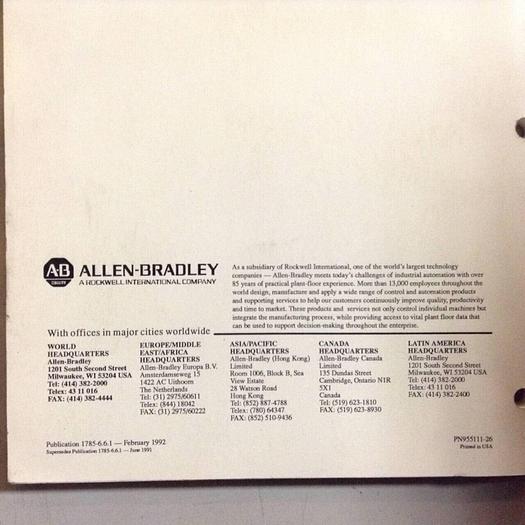 A-B
QUALITY
ALLEN-BRADLEY
A ROCKWELL INTERNATIONAL COMPANY
As a subsidiary of Rockwell International, one of the world's largest technology
companies — Allen-Bradley meets today's challenges of industrial automation with over
85 years of practical plant-floor experience. More than 13,000 employees throughout the
world design, manufacture and apply a wide range of control and automation products
and supporting services to help our customers continuously improve quality, productivity
and time to market. These products and services not only control individual machines but
integrate the manufacturing process, while providing access to vital plant floor data that
can be used to support decision-making throughout the enterprise.
With offices in major cities worldwide
WORLD
HEADQUARTERS
Allen-Bradley
1201 South Second Street
Milwaukee, WI 53204 USA
Tel: (414) 382-2000
Telex: 43 11 016
FAX: (414) 382-4444
EUROPE/MIDDLE
EAST/AFRICA
HEADQUARTERS
Allen-Bradley Europa B.V.
Amsterdamseweg 15
1422 AC Uithoorn
The Netherlands
Tel: (31) 2975/60611
Telex: (844) 18042
FAX: (31) 2975/60222
ASIA/PACIFIC
HEADQUARTERS
Allen-Bradley (Hong Kong)
Limited
Room 1006, Block B, Sea
View Estate
28 Watson Road
Hong Kong
Tel: (852) 887-4788
Telex: (780) 64347
FAX: (852) 510-9436
CANADA
HEADQUARTERS
Allen-Bradley Canada
Limited
135 Dundas Street
Cambridge, Ontario N1R
5X1
Canada
Tel: (519) 623-1810
FAX: (519) 623-8930
LATIN AMERICA
HEADQUARTERS
Allen-Bradley
1201 South Second Street
Milwaukee, WI 53204 USA
Tel: (414) 382-2000
Telex: 43 11 016
FAX: (414) 382-2400
Publication 1785-6.6.1 — February 1992
Supersedes Publication 1785-6.6.1 — June 1991
PN955111-26
Printed in USA